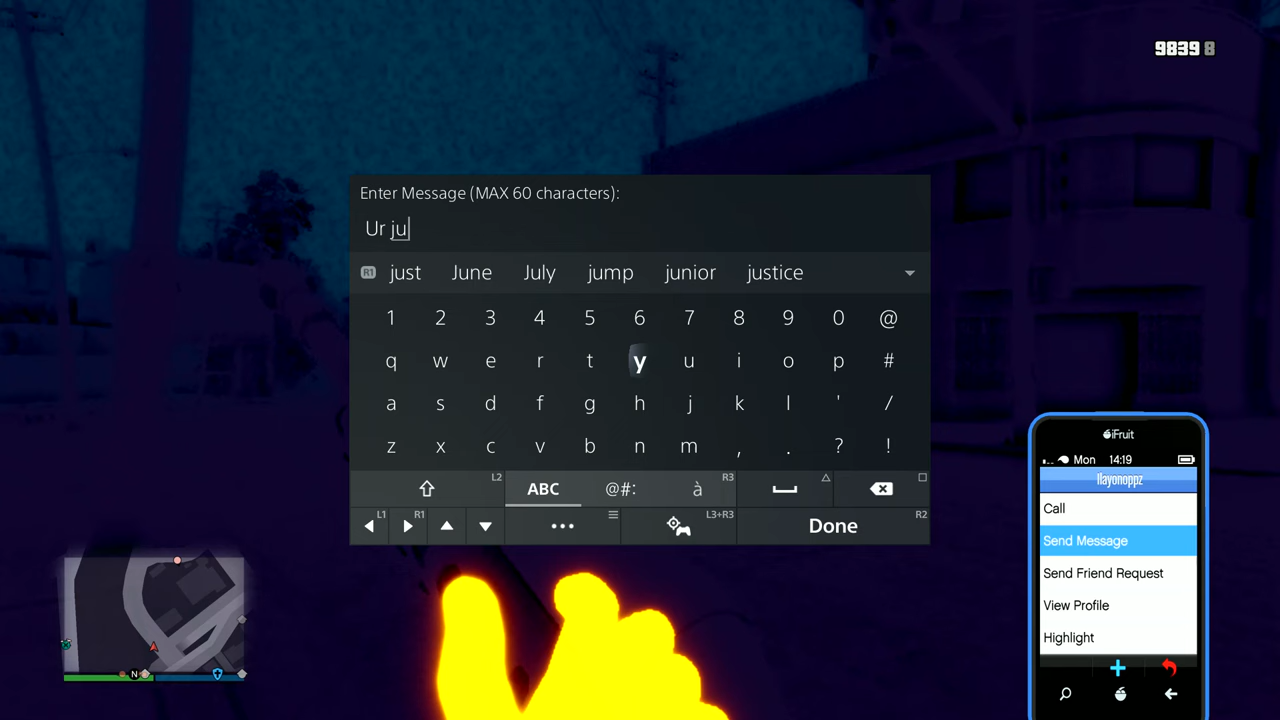 9839 8
Enter Message (MAX 60 characters):
Ur ju
R1 just June July jump junior justice
1 2 3 4 5 6 7 8 9 0 @
q w e r t y u i o p #
a s d f g h j k l ' /
z x c v b n m , . ? !
L2 ABC @#: R3 à △ □
L1 R1 ... L3+R3 Done R2
iFruit
Mon 14:19
Call
Send Message
Send Friend Request
View Profile
Highlight
N